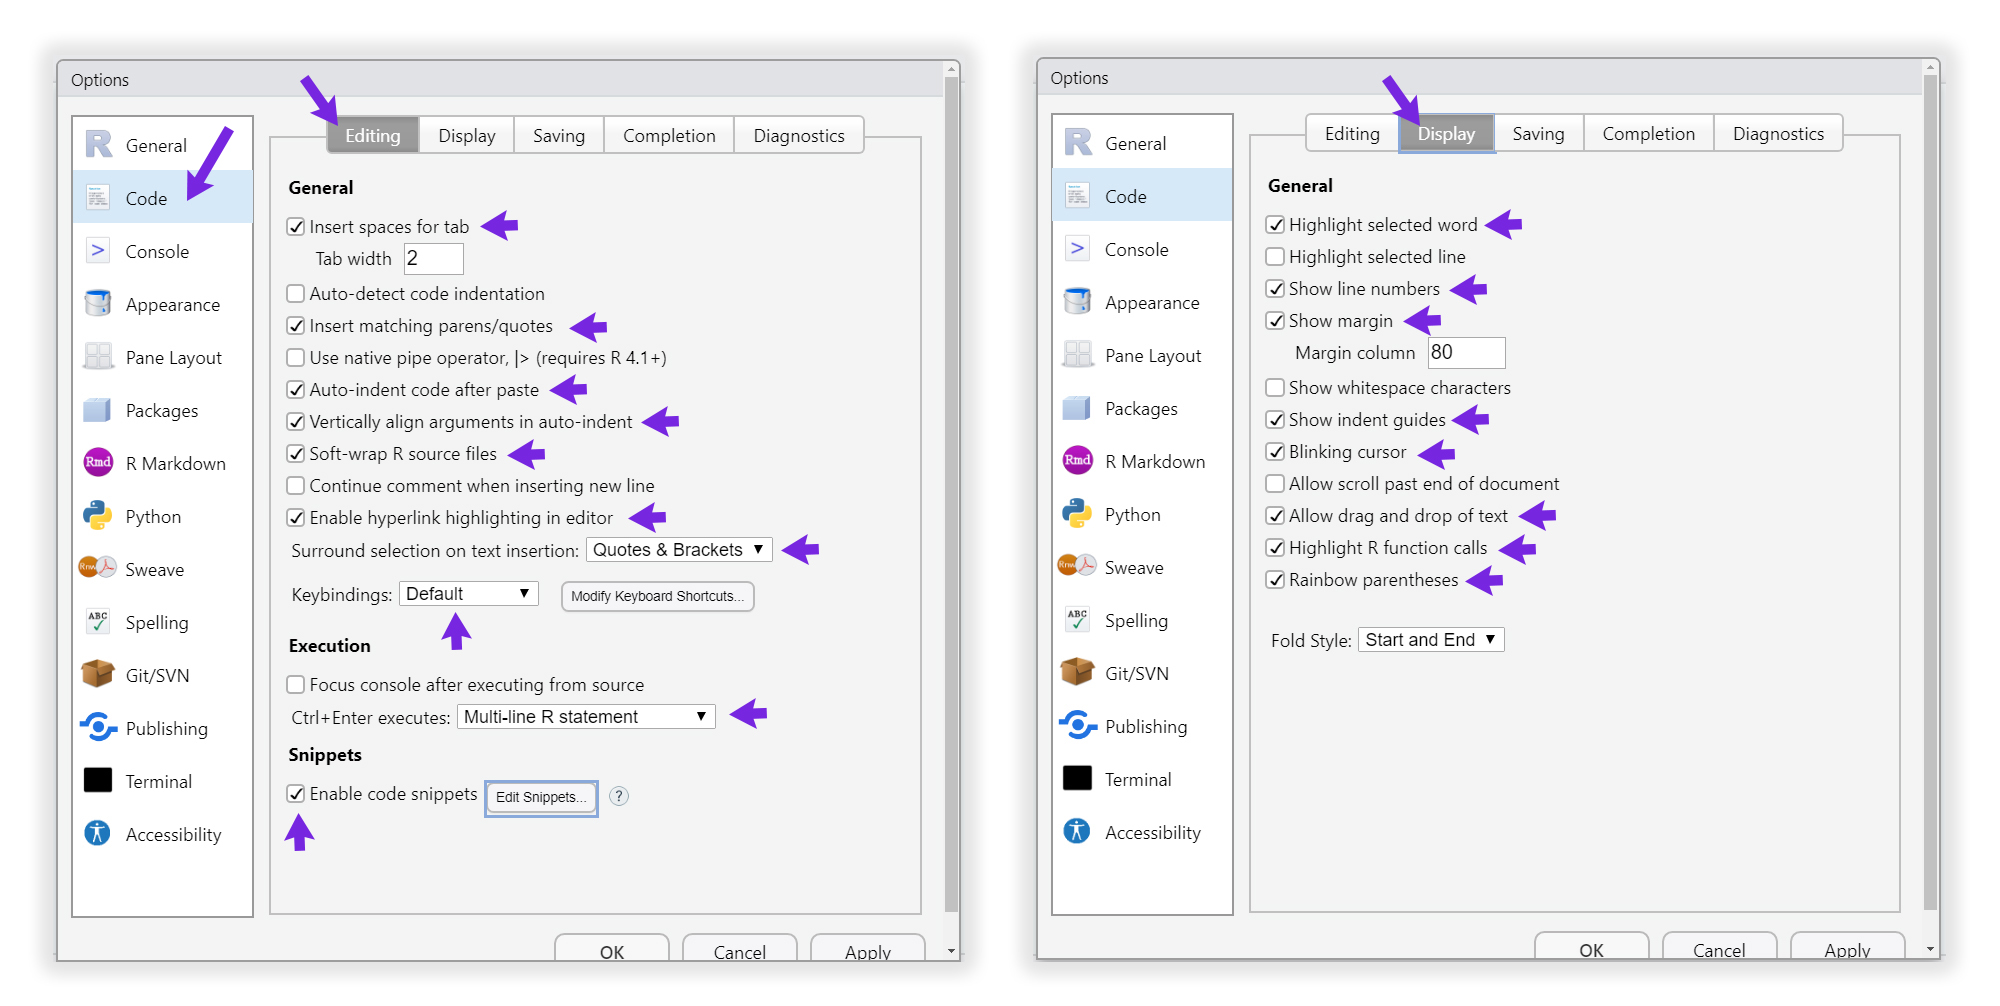 Options
General
Code
Console
Appearance
Pane Layout
Packages
Rmd R Markdown
Python
Rnw Sweave
ABC Spelling
Git/SVN
Publishing
Terminal
Accessibility
Editing Display Saving Completion Diagnostics
General
Insert spaces for tab
Tab width 2
Auto-detect code indentation
Insert matching parens/quotes
Use native pipe operator, |> (requires R 4.1+)
Auto-indent code after paste
Vertically align arguments in auto-indent
Soft-wrap R source files
Continue comment when inserting new line
Enable hyperlink highlighting in editor
Surround selection on text insertion: Quotes & Brackets
Keybindings: Default Modify Keyboard Shortcuts...
Execution
Focus console after executing from source
Ctrl+Enter executes: Multi-line R statement
Snippets
Enable code snippets Edit Snippets... ?
OK Cancel Apply
Options
General
Code
Console
Appearance
Pane Layout
Packages
Rmd R Markdown
Python
Rnw Sweave
ABC Spelling
Git/SVN
Publishing
Terminal
Accessibility
Editing Display Saving Completion Diagnostics
General
Highlight selected word
Highlight selected line
Show line numbers
Show margin
Margin column 80
Show whitespace characters
Show indent guides
Blinking cursor
Allow scroll past end of document
Allow drag and drop of text
Highlight R function calls
Rainbow parentheses
Fold Style: Start and End
OK Cancel Apply